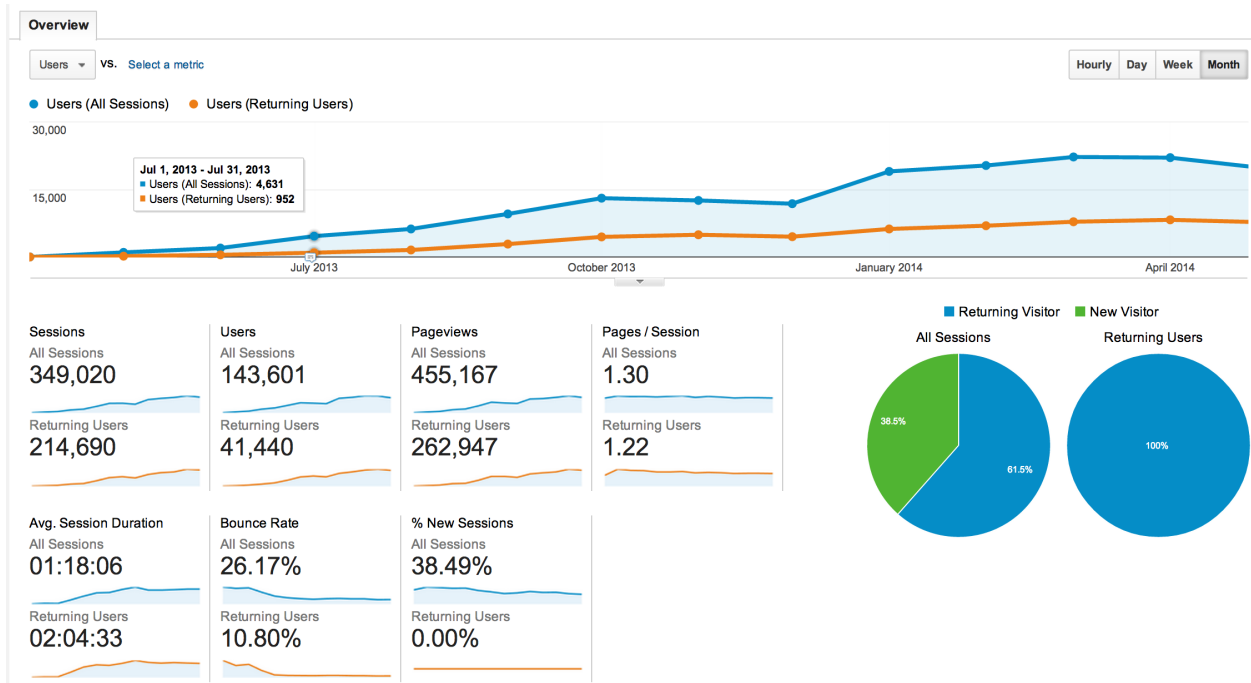 Overview
Users VS. Select a metric
Hourly Day Week Month
Users (All Sessions) Users (Returning Users)
30,000
15,000
Jul 1, 2013 - Jul 31, 2013
Users (All Sessions): 4,631
Users (Returning Users): 952
July 2013 October 2013 January 2014 April 2014
Returning Visitor New Visitor
All Sessions Returning Users
38.5%
61.5%
100%
Sessions Users Pageviews Pages / Session
All Sessions All Sessions All Sessions All Sessions
349,020 143,601 455,167 1.30
Returning Users Returning Users Returning Users Returning Users
214,690 41,440 262,947 1.22
Avg. Session Duration Bounce Rate % New Sessions
All Sessions All Sessions All Sessions
01:18:06 26.17% 38.49%
Returning Users Returning Users Returning Users
02:04:33 10.80% 0.00%